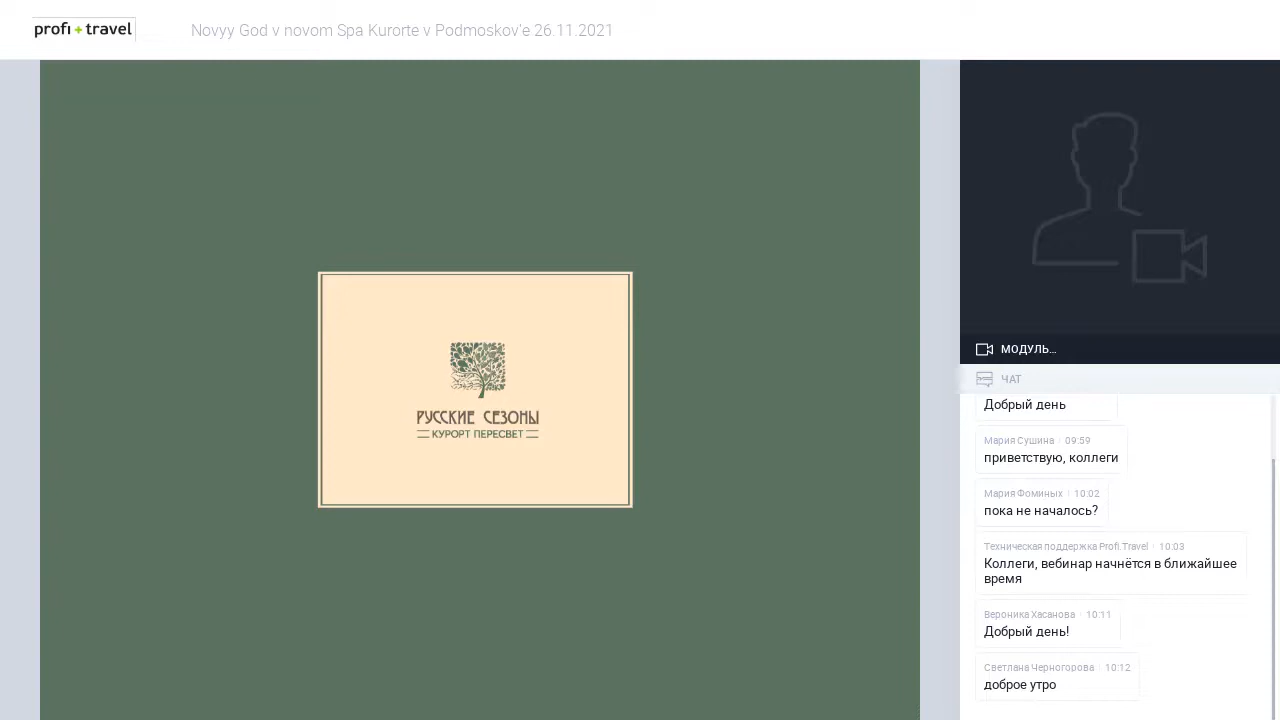 profi + travel
Novyy God v novom Spa Kurorte v Podmoskov'e 26.11.2021
РУССКИЕ СЕЗОНЫ
КУРОРТ ПЕРЕСВЕТ
МОДУЛЬ...
ЧАТ
Добрый день
Мария Сушина 09:59
приветствую, коллеги
Мария Фоминых 10:02
пока не началось?
Техническая поддержка Profi.Travel 10:03
Коллеги, вебинар начнётся в ближайшее
время
Вероника Хасанова 10:11
Добрый день!
Светлана Черногорова 10:12
доброе утро